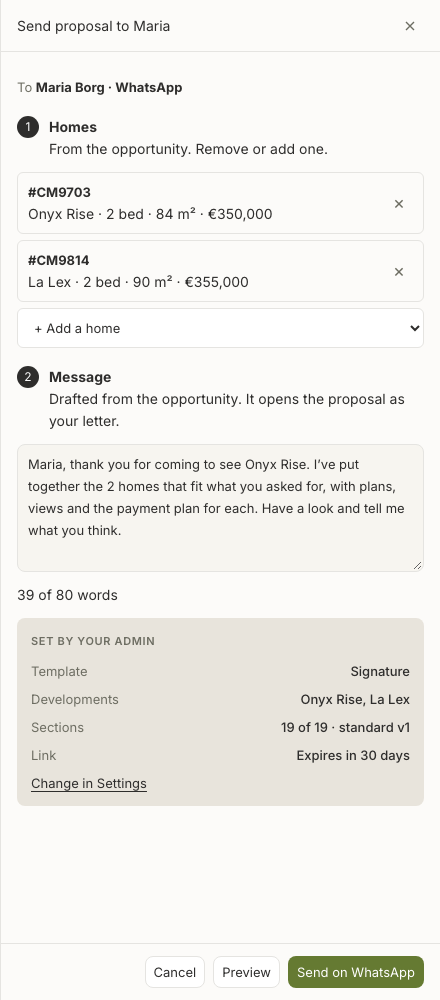 Send proposal to Maria
×
To Maria Borg · WhatsApp
1 Homes
From the opportunity. Remove or add one.
#CM9703
Onyx Rise · 2 bed · 84 m² · €350,000
×
#CM9814
La Lex · 2 bed · 90 m² · €355,000
×
+ Add a home
2 Message
Drafted from the opportunity. It opens the proposal as
your letter.
Maria, thank you for coming to see Onyx Rise. I’ve put
together the 2 homes that fit what you asked for, with plans,
views and the payment plan for each. Have a look and tell me
what you think.
39 of 80 words
SET BY YOUR ADMIN
Template Signature
Developments Onyx Rise, La Lex
Sections 19 of 19 · standard v1
Link Expires in 30 days
Change in Settings
Cancel Preview Send on WhatsApp